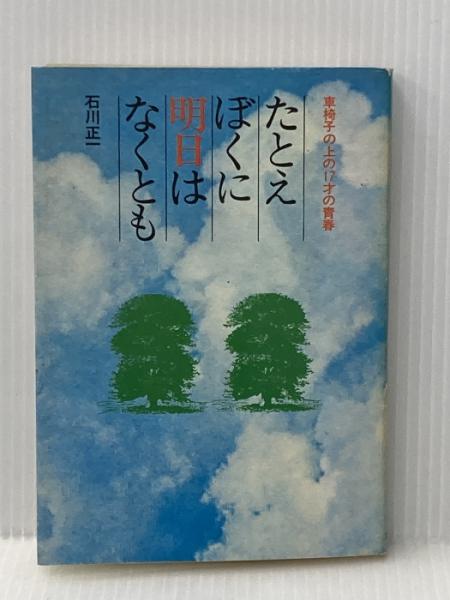 車椅子の上の17才の青春
たとえ
ぼくに
明日は
なくとも
石川正一